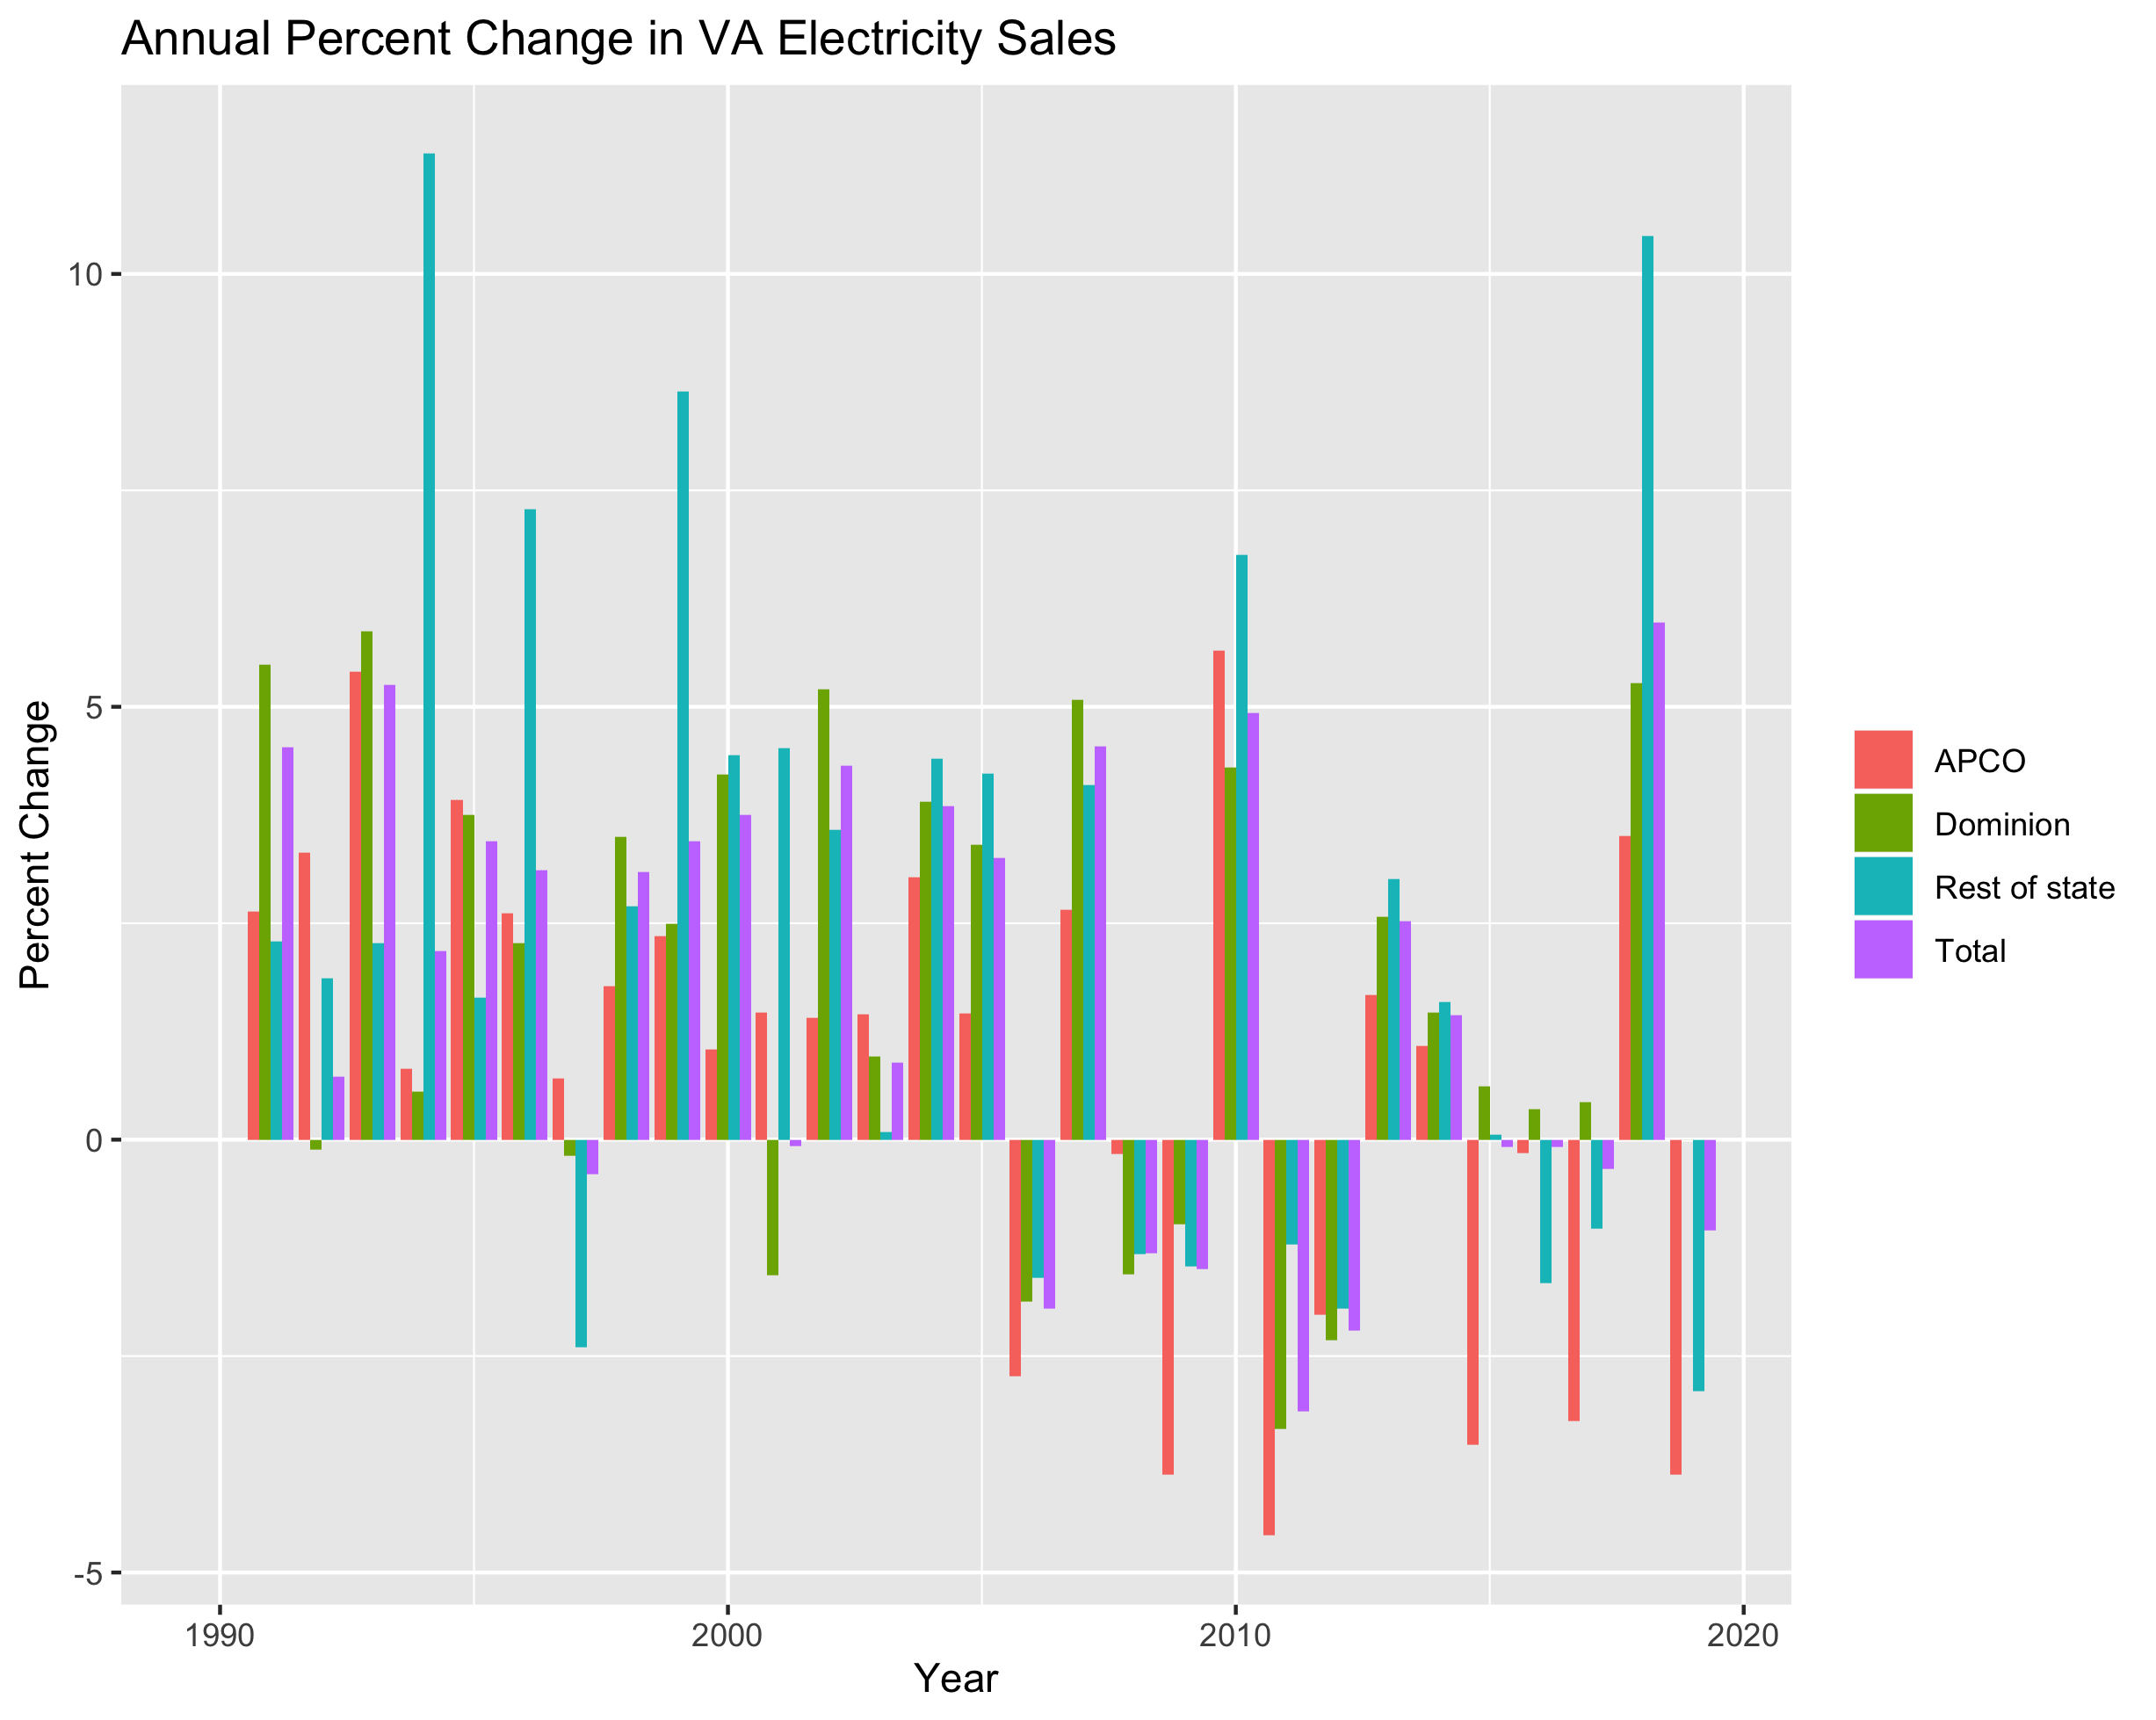 Annual Percent Change in VA Electricity Sales
Percent Change
10
5
0
-5
1990
2000
2010
2020
Year
APCO
Dominion
Rest of state
Total